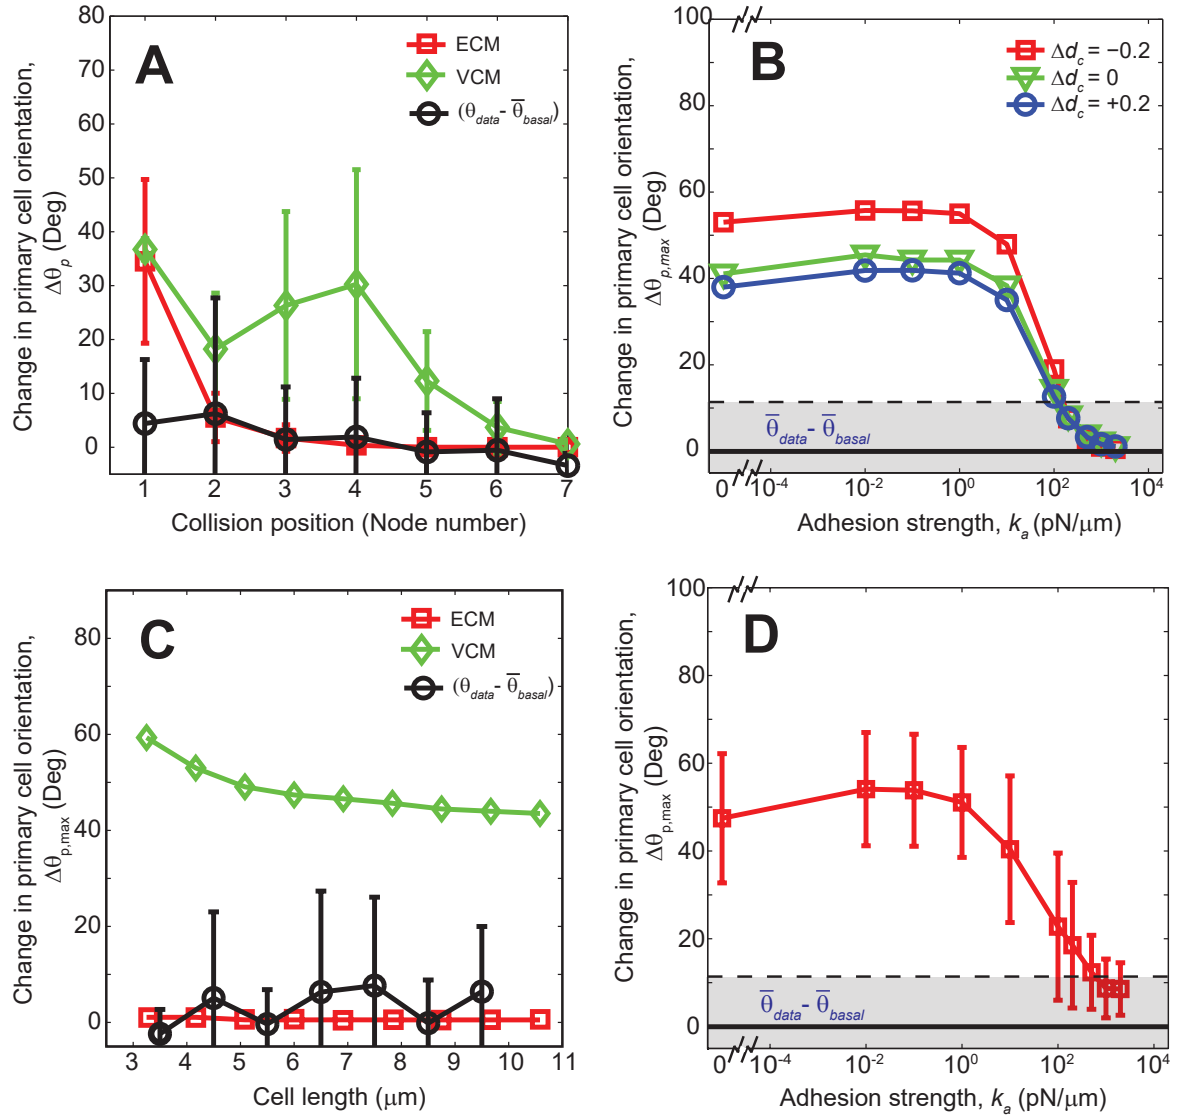 A
80
70
60
50
40
30
20
10
0
Change in primary cell orientation,
Δθp (Deg)
ECM
VCM
(θdata- θ̅basal)
1 2 3 4 5 6 7
Collision position (Node number)
B
100
80
60
40
20
0
Change in primary cell orientation,
Δθp,max (Deg)
Δdc = −0.2
Δdc = 0
Δdc = +0.2
θ̅data- θ̅basal
0 10-4 10-2 100 102 104
Adhesion strength, ka (pN/μm)
C
80
60
40
20
0
Change in primary cell orientation,
Δθp,max (Deg)
ECM
VCM
(θdata- θ̅basal)
3 4 5 6 7 8 9 10 11
Cell length (μm)
D
100
80
60
40
20
0
Change in primary cell orientation,
Δθp,max (Deg)
θ̅data- θ̅basal
0 10-4 10-2 100 102 104
Adhesion strength, ka (pN/μm)